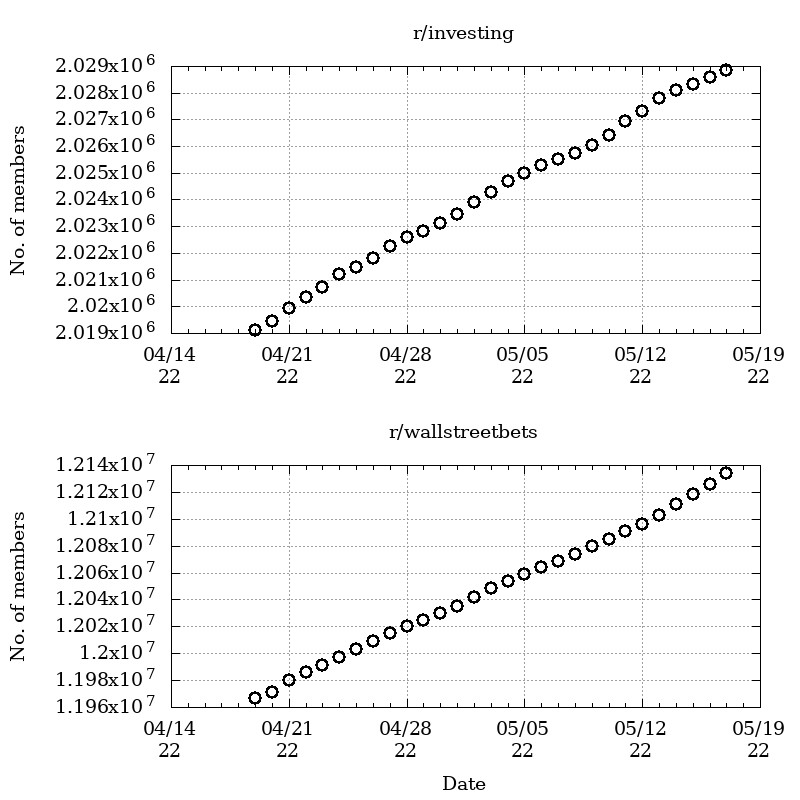 r/investing
2.029x10^6
2.028x10^6
2.027x10^6
2.026x10^6
2.025x10^6
2.024x10^6
2.023x10^6
2.022x10^6
2.021x10^6
2.02x10^6
2.019x10^6
No. of members
04/14 04/21 04/28 05/05 05/12 05/19
22 22 22 22 22 22
r/wallstreetbets
1.214x10^7
1.212x10^7
1.21x10^7
1.208x10^7
1.206x10^7
1.204x10^7
1.202x10^7
1.2x10^7
1.198x10^7
1.196x10^7
No. of members
04/14 04/21 04/28 05/05 05/12 05/19
22 22 22 22 22 22
Date